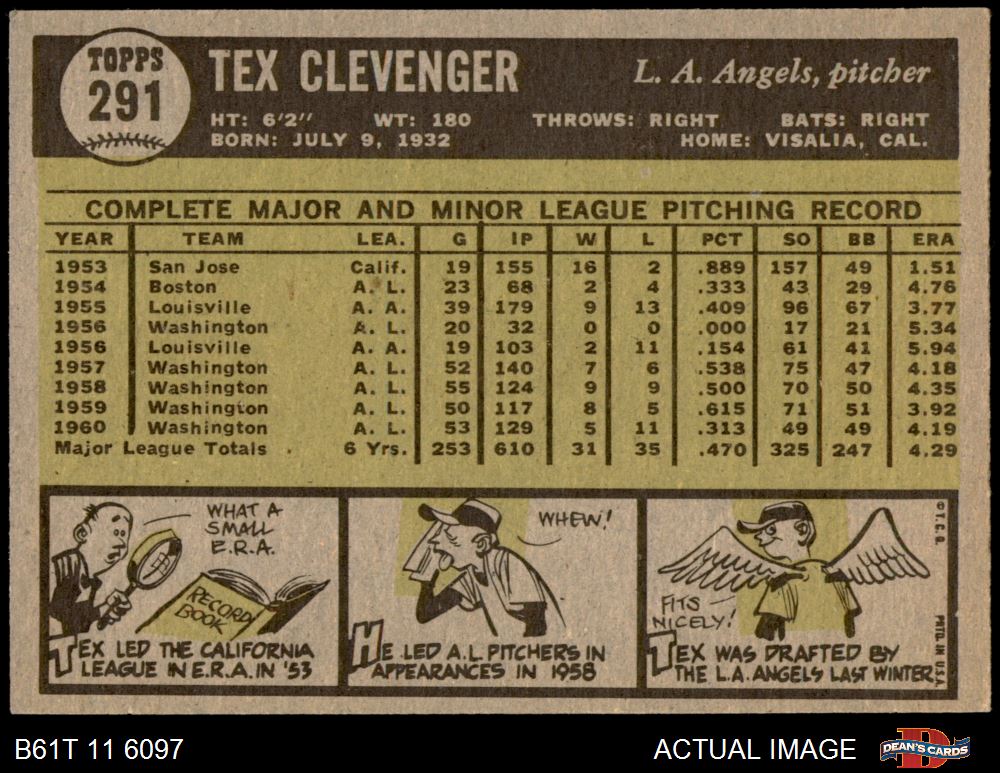 TOPPS
291
TEX CLEVENGER
L. A. Angels, pitcher
HT: 6'2" WT: 180 THROWS: RIGHT BATS: RIGHT
BORN: JULY 9, 1932 HOME: VISALIA, CAL.
COMPLETE MAJOR AND MINOR LEAGUE PITCHING RECORD
YEAR TEAM LEA. G IP W L PCT SO BB ERA
1953 San Jose Calif. 19 155 16 2 .889 157 49 1.51
1954 Boston A. L. 23 68 2 4 .333 43 29 4.76
1955 Louisville A. A. 39 179 9 13 .409 96 67 3.77
1956 Washington A. L. 20 32 0 0 .000 17 21 5.34
1956 Louisville A. A. 19 103 2 11 .154 61 41 5.94
1957 Washington A. L. 52 140 7 6 .538 75 47 4.18
1958 Washington A. L. 55 124 9 9 .500 70 50 4.35
1959 Washington A. L. 50 117 8 5 .615 71 51 3.92
1960 Washington A. L. 53 129 5 11 .313 49 49 4.19
Major League Totals 6 Yrs. 253 610 31 35 .470 325 247 4.29
WHAT A
SMALL
E.R.A.
RECORD
BOOK
TEX LED THE CALIFORNIA
LEAGUE IN E.R.A. IN '53
WHEW!
HE LED A.L. PITCHERS IN
APPEARANCES IN 1958
FITS
NICELY!
TEX WAS DRAFTED BY
THE L.A. ANGELS LAST WINTER
© T. C. G.
PRTD. IN U.S.A.
B61T 11 6097
ACTUAL IMAGE
DEAN'S CARDS